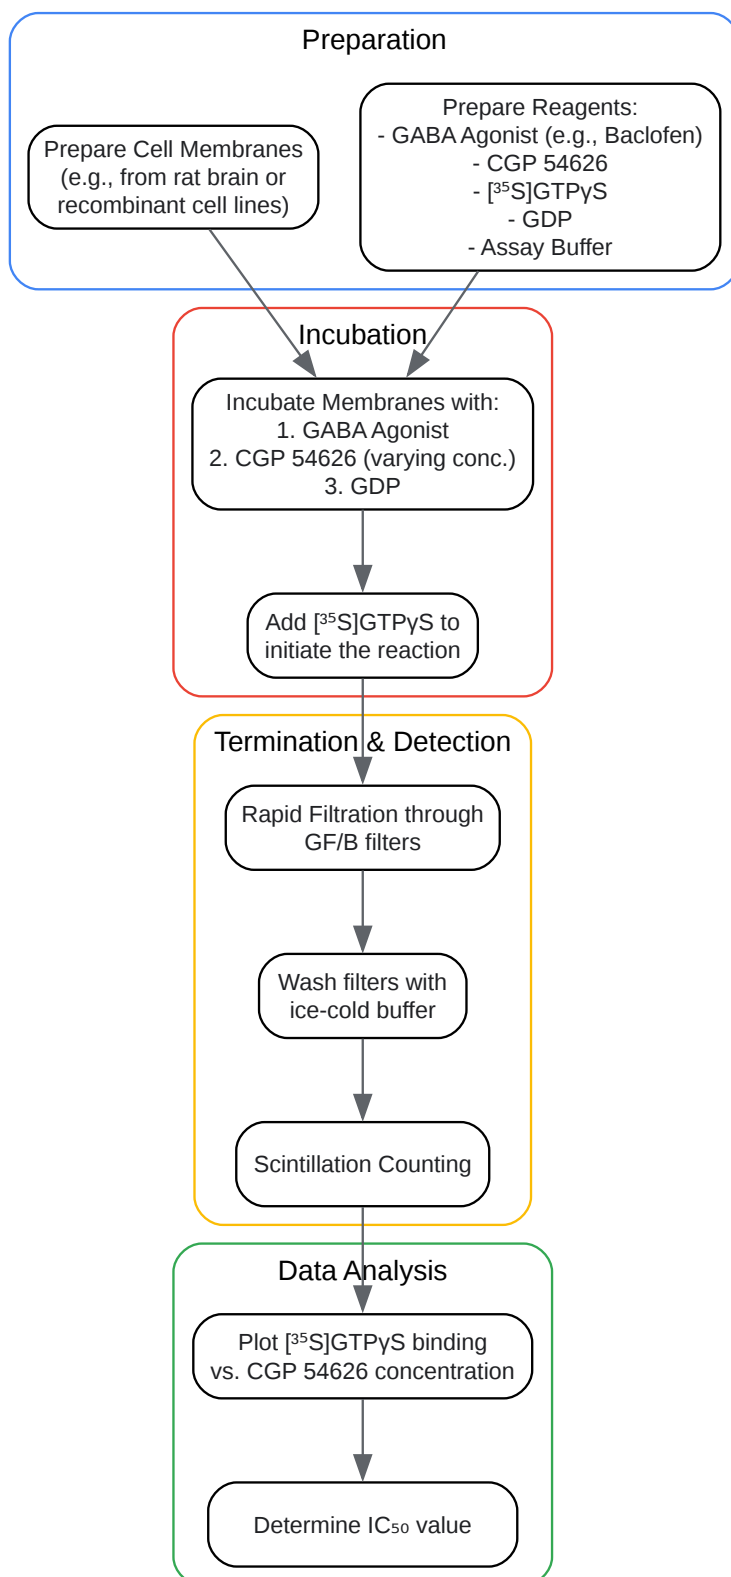 Preparation
Prepare Cell Membranes
(e.g., from rat brain or
recombinant cell lines)
Prepare Reagents:
- GABA Agonist (e.g., Baclofen)
- CGP 54626
- [³⁵S]GTPγS
- GDP
- Assay Buffer
Incubation
Incubate Membranes with:
1. GABA Agonist
2. CGP 54626 (varying conc.)
3. GDP
Add [³⁵S]GTPγS to
initiate the reaction
Termination & Detection
Rapid Filtration through
GF/B filters
Wash filters with
ice-cold buffer
Scintillation Counting
Data Analysis
Plot [³⁵S]GTPγS binding
vs. CGP 54626 concentration
Determine IC₅₀ value